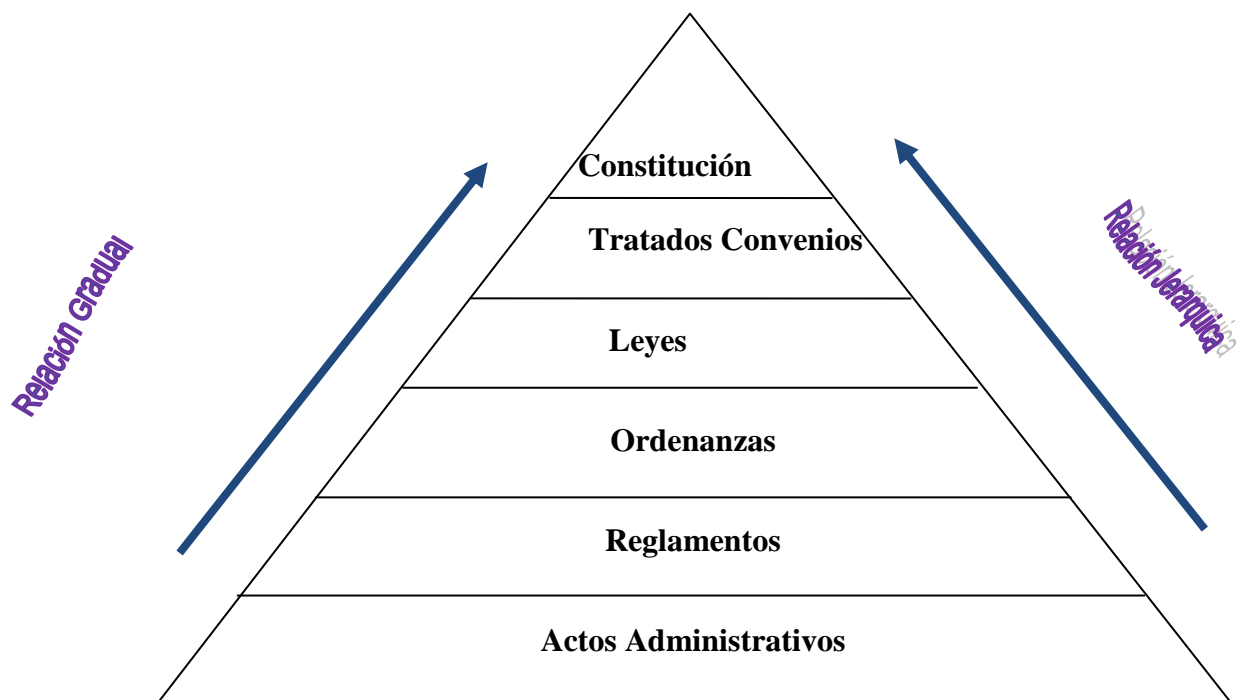 Constitución
Tratados Convenios
Relación Gradual
Relación Jerarquica
Leyes
Ordenanzas
Reglamentos
Actos Administrativos